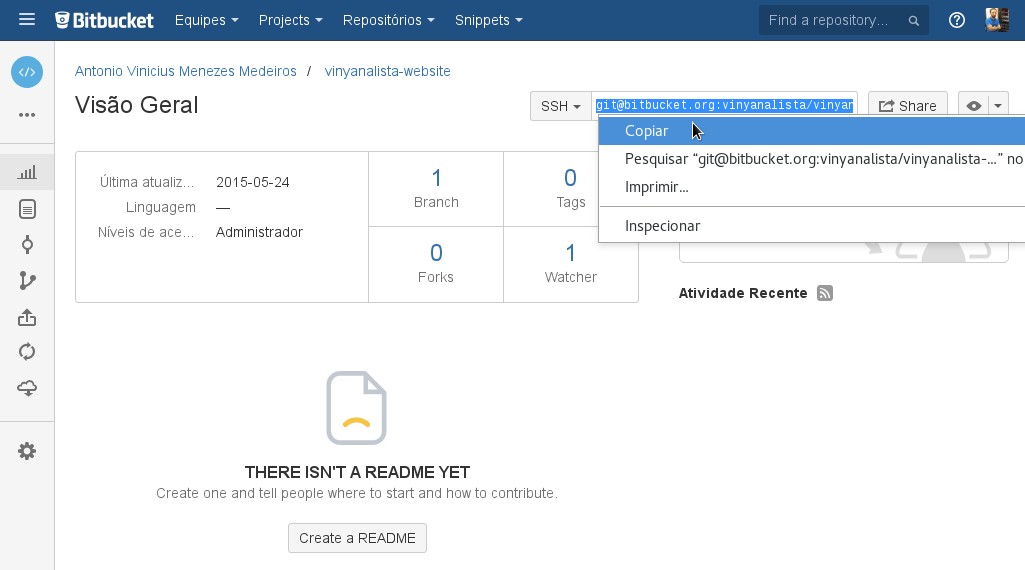 Bitbucket Equipes Projects Repositórios Snippets Find a repository...
Antonio Vinicius Menezes Medeiros / vinyanalista-website
Visão Geral
SSH git@bitbucket.org:vinyanalista/vinyan Share
Copiar
Pesquisar “git@bitbucket.org:vinyanalista/vinyanalista-...” no
Imprimir...
Inspecionar
Última atualiz... 2015-05-24
Linguagem —
Níveis de ace... Administrador
1
Branch
0
Tags
0
Forks
1
Watcher
Atividade Recente
THERE ISN'T A README YET
Create one and tell people where to start and how to contribute.
Create a README